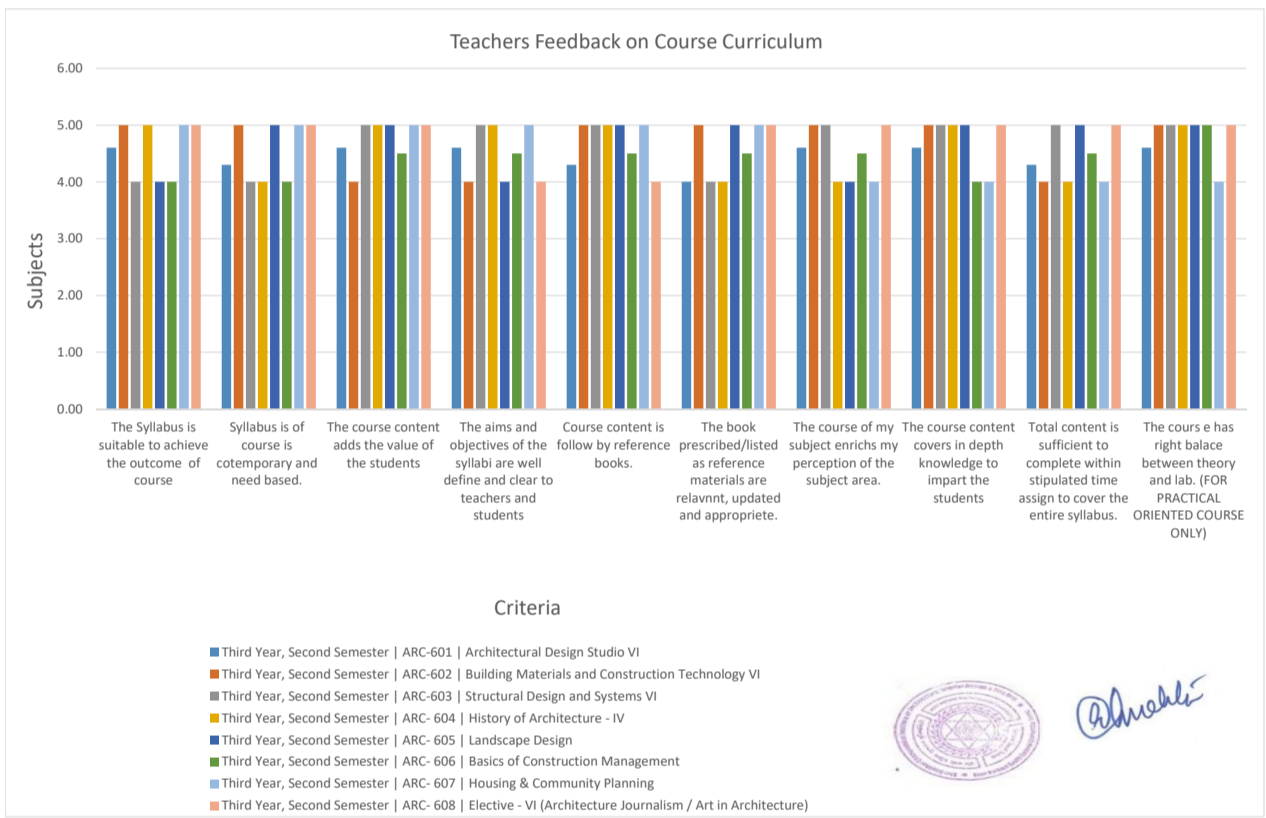 Teachers Feedback on Course Curriculum
6.00
5.00
4.00
3.00
2.00
1.00
0.00
Subjects
The Syllabus is
suitable to achieve
the outcome of
course
Syllabus is of
course is
cotemporary and
need based.
The course content
adds the value of
the students
The aims and
objectives of the
syllabi are well
define and clear to
teachers and
students
Course content is
follow by reference
books.
The book
prescribed/listed
as reference
materials are
relavnnt, updated
and appropriete.
The course of my
subject enrichs my
perception of the
subject area.
The course content
covers in depth
knowledge to
impart the
students
Total content is
sufficient to
complete within
stipulated time
assign to cover the
entire syllabus.
The cours e has
right balace
between theory
and lab. (FOR
PRACTICAL
ORIENTED COURSE
ONLY)
Criteria
Third Year, Second Semester | ARC-601 | Architectural Design Studio VI
Third Year, Second Semester | ARC-602 | Building Materials and Construction Technology VI
Third Year, Second Semester | ARC-603 | Structural Design and Systems VI
Third Year, Second Semester | ARC- 604 | History of Architecture - IV
Third Year, Second Semester | ARC- 605 | Landscape Design
Third Year, Second Semester | ARC- 606 | Basics of Construction Management
Third Year, Second Semester | ARC- 607 | Housing & Community Planning
Third Year, Second Semester | ARC- 608 | Elective - VI (Architecture Journalism / Art in Architecture)